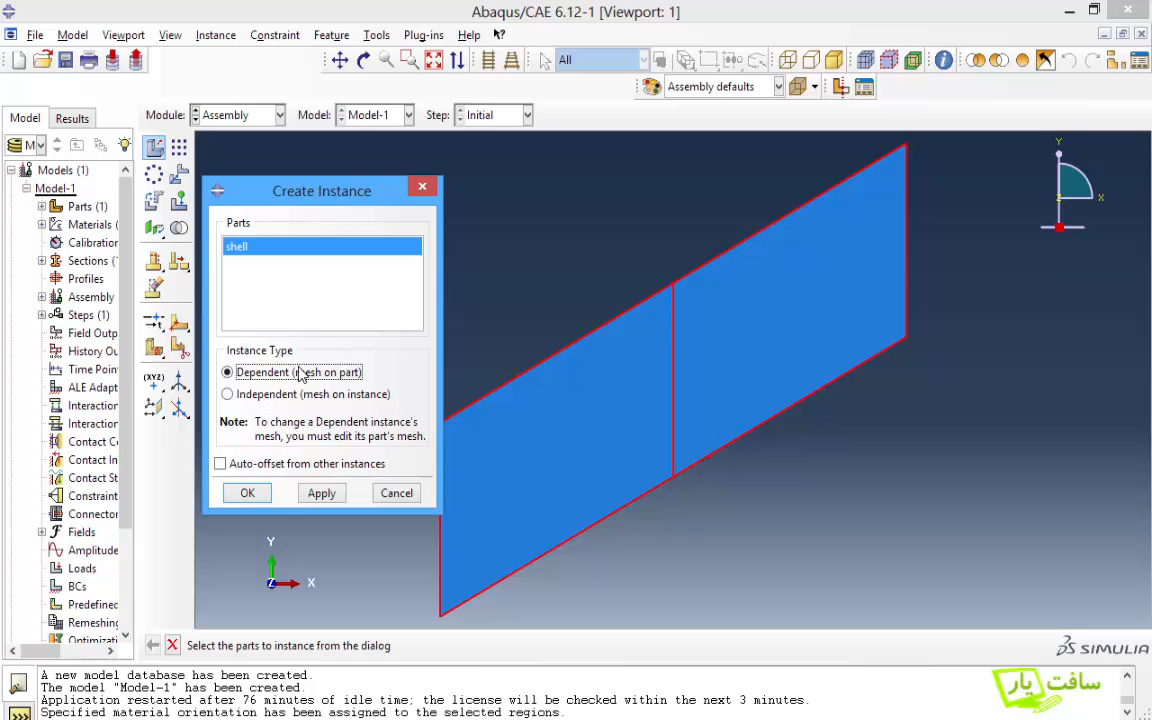 Abaqus/CAE 6.12-1 [Viewport: 1]
File Model Viewport View Instance Constraint Feature Tools Plug-ins Help
All
Assembly defaults
Model Results
Module: Assembly Model: Model-1 Step: Initial
M
Models (1)
Model-1
Parts (1)
Materials
Calibration
Sections (
Profiles
Assembly
Steps (1)
Field Outp
History Ou
Time Poin
ALE Adapt
Interaction
Interaction
Contact Co
Contact In
Contact St
Constraint
Connector
Fields
Amplitude
Loads
BCs
Predefined
Remeshing
Optimizati
(XYZ)
Create Instance
Parts
shell
Instance Type
Dependent (mesh on part)
Independent (mesh on instance)
Note: To change a Dependent instance's
mesh, you must edit its part's mesh.
Auto-offset from other instances
OK Apply Cancel
Y
Z X
Y
Z X
Select the parts to instance from the dialog
SIMULIA
A new model database has been created.
The model "Model-1" has been created.
Application restarted after 76 minutes of idle time; the license will be checked within the next 3 minutes.
Specified material orientation has been assigned to the selected regions.
>>>
سافت یار